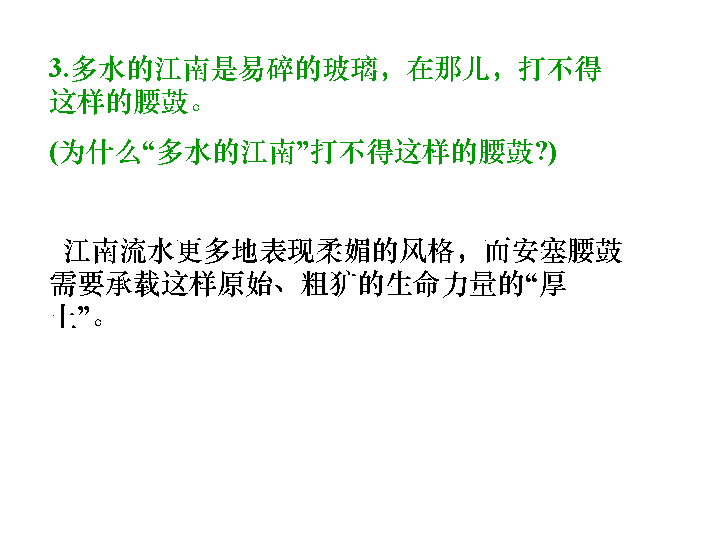 3.多水的江南是易碎的玻璃，在那儿，打不得
这样的腰鼓。
(为什么“多水的江南”打不得这样的腰鼓?)
江南流水更多地表现柔媚的风格，而安塞腰鼓
需要承载这样原始、粗犷的生命力量的“厚
土”。